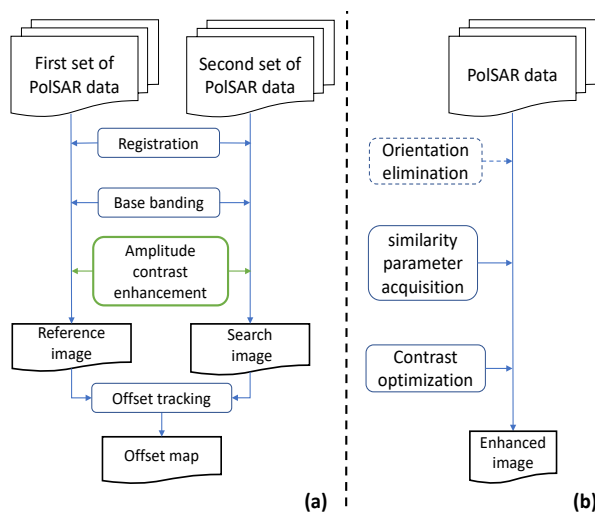 First set of
PolSAR data
Second set of
PolSAR data
Registration
Base banding
Amplitude
contrast
enhancement
Reference
image
Search
image
Offset tracking
Offset map
(a)
PolSAR data
Orientation
elimination
similarity
parameter
acquisition
Contrast
optimization
Enhanced
image
(b)